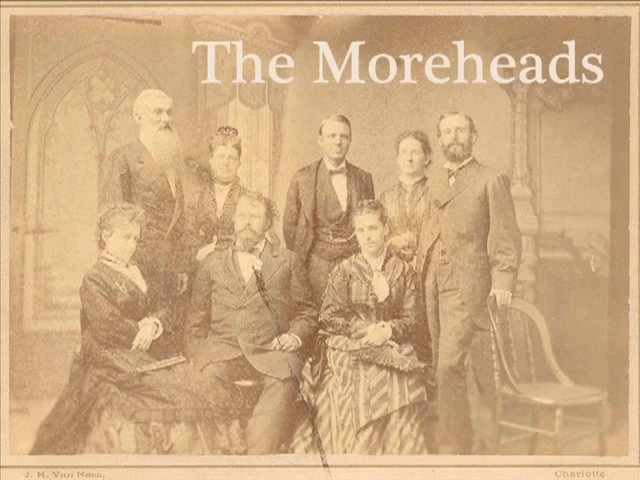 The Moreheads
J. H. Van Ness,
Charlotte.